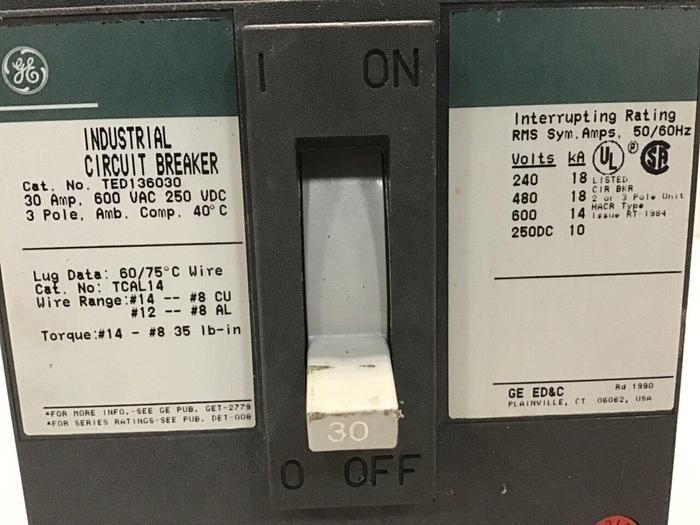 GE
INDUSTRIAL
CIRCUIT BREAKER
Cat. No. TED136030
30 Amp, 600 VAC 250 VDC
3 Pole, Amb. Comp. 40°C
Lug Data: 60/75°C Wire
Cat. No: TCAL14
Wire Range:#14 -- #8 CU
#12 -- #8 AL
Torque:#14 - #8 35 lb-in
*FOR MORE INFO.-SEE GE PUB. GET-2779
*FOR SERIES RATINGS-SEE PUB. DET-008
I ON
30
O OFF
Interrupting Rating
RMS Sym. Amps, 50/60Hz
Volts kA UL ® SA
240 18 LISTED
CIR BKR
480 18 2 or 3 Pole Unit
HACR Type
600 14 Issue RT-1984
250DC 10
GE ED&C Rd 1990
PLAINVILLE, CT 06062, USA